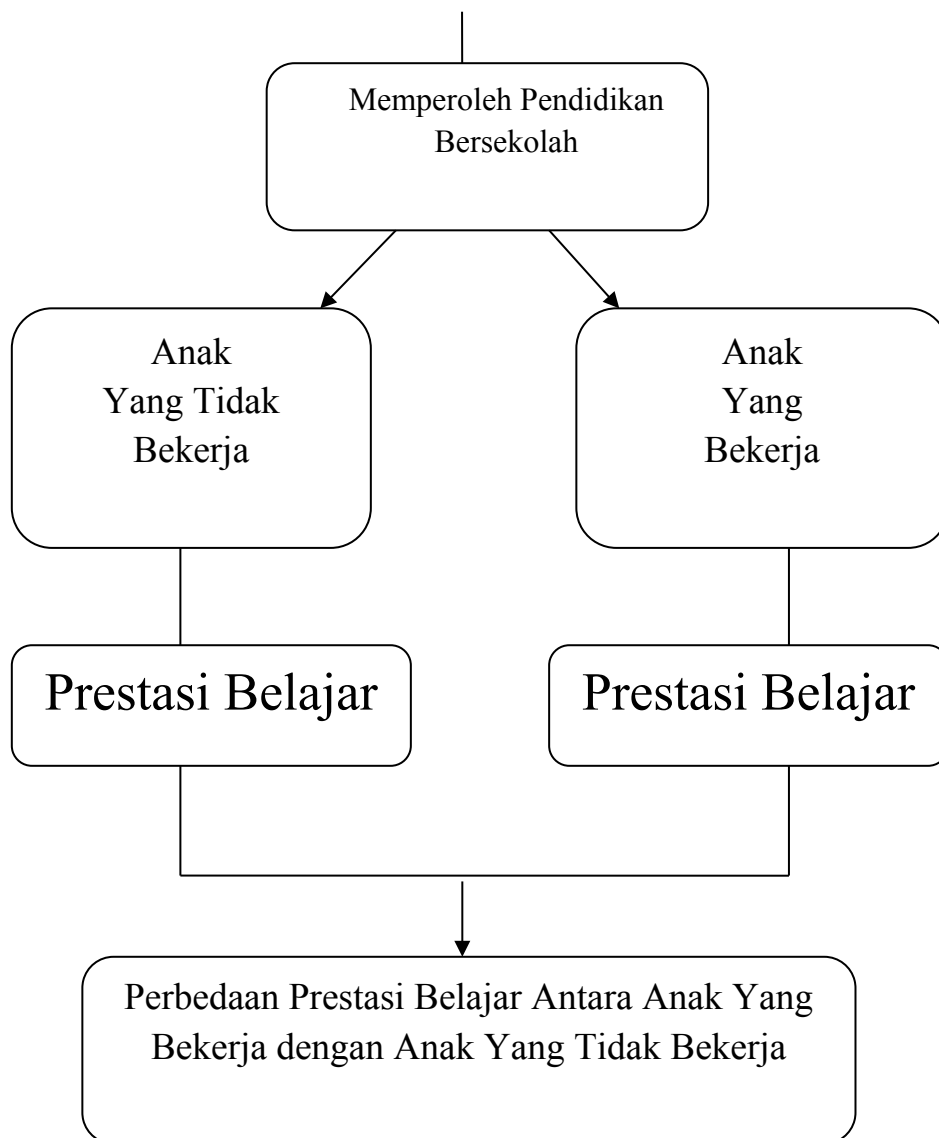 Memperoleh Pendidikan
Bersekolah
Anak
Yang Tidak
Bekerja
Anak
Yang
Bekerja
Prestasi Belajar
Prestasi Belajar
Perbedaan Prestasi Belajar Antara Anak Yang
Bekerja dengan Anak Yang Tidak Bekerja